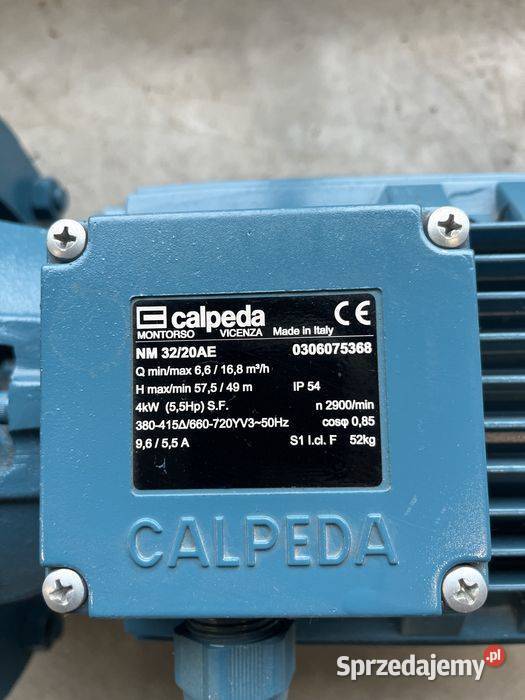 calpeda CE
MONTORSO VICENZA Made in Italy
NM 32/20AE 0306075368
Q min/max 6,6 / 16,8 m³/h
H max/min 57,5 / 49 m IP 54
4kW (5,5Hp) S.F. n 2900/min
380-415Δ/660-720YV3~50Hz cosφ 0,85
9,6 / 5,5 A S1 I.cl. F 52kg
CALPEDA
Sprzedajemy.pl